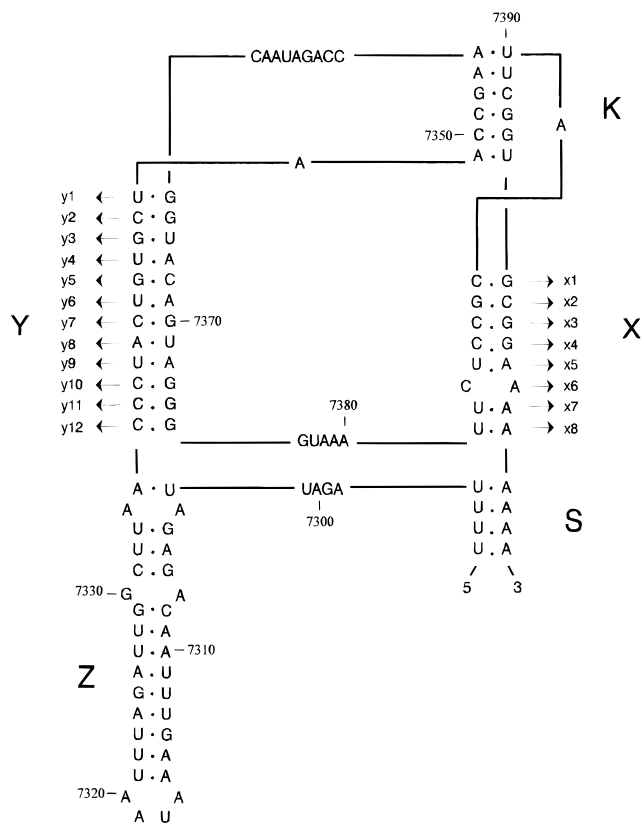 7390
CAAUAGACC A · U
A · U
G C
C G
7350 C G
A · U
K
A
A
y1 U · G
y2 C · G
y3 G · U
y4 U · A
y5 G · C
y6 U · A
y7 C · G 7370
y8 A · U
y9 U · A
y10 C · G
y11 C · G
y12 C · G
Y
C . G x1
G . C x2
C . G x3
C . G x4
U . A x5
C A x6
U . A x7
U . A x8
X
7380
GUAAA
A · U UAGA U . A
7300
A A
U · G
U · A
C . G
U . A
U . A
U . A
S
5 3
7330 G A
G · C
U · A
U · A 7310
A · U
G · U
A · U
U · G
U · A
U · A
Z
7320 A A
A U